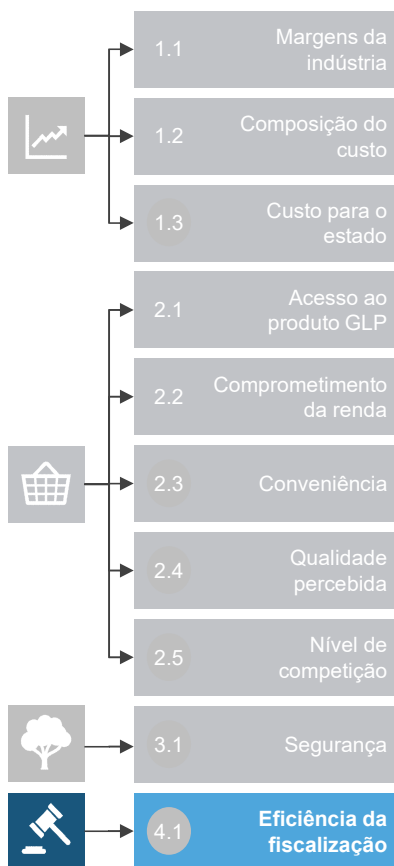 1.1
Margens da
indústria
1.2
Composição do
custo
1.3
Custo para o
estado
2.1
Acesso ao
produto GLP
2.2
Comprometimento
da renda
2.3
Conveniência
2.4
Qualidade
percebida
2.5
Nível de
competição
3.1
Segurança
4.1
Eficiência da
fiscalização